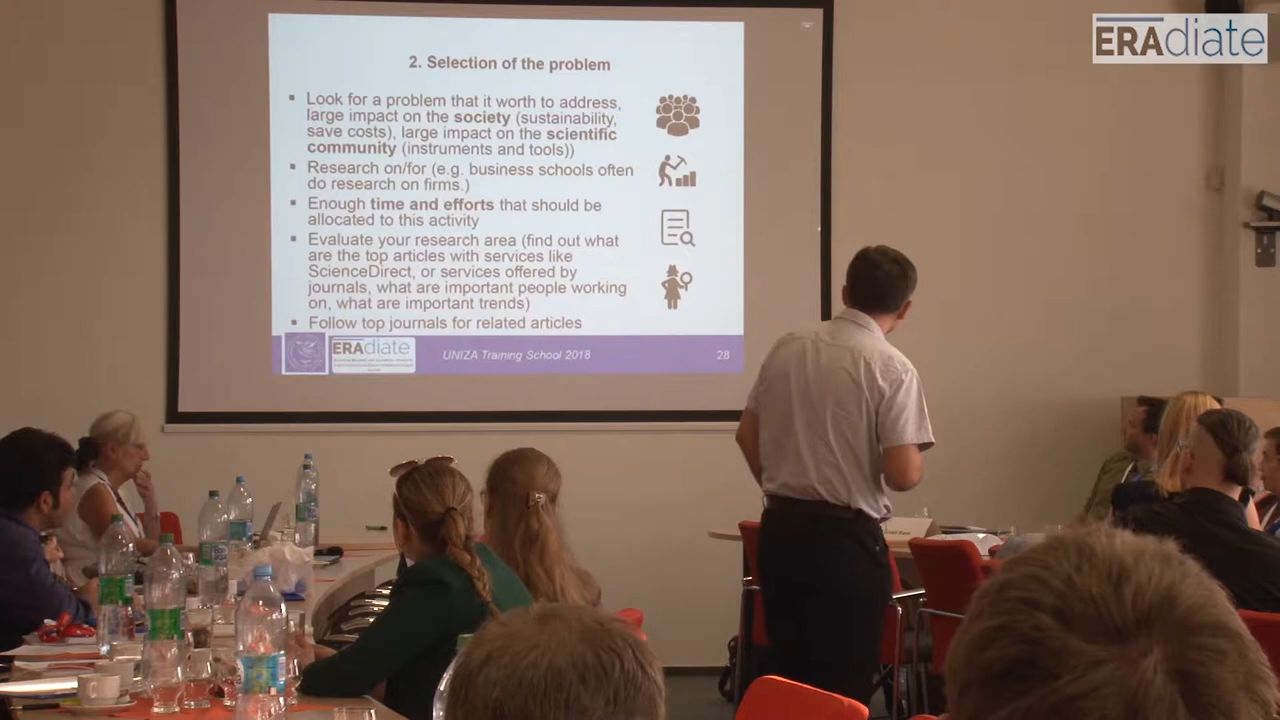 ERAdiate
2. Selection of the problem
▪ Look for a problem that it worth to address,
large impact on the society (sustainability,
save costs), large impact on the scientific
community (instruments and tools))
▪ Research on/for (e.g. business schools often
do research on firms.)
▪ Enough time and efforts that should be
allocated to this activity
▪ Evaluate your research area (find out what
are the top articles with services like
ScienceDirect, or services offered by
journals, what are important people working
on, what are important trends)
▪ Follow top journals for related articles
ERAdiate
UNIZA Training School 2018
28